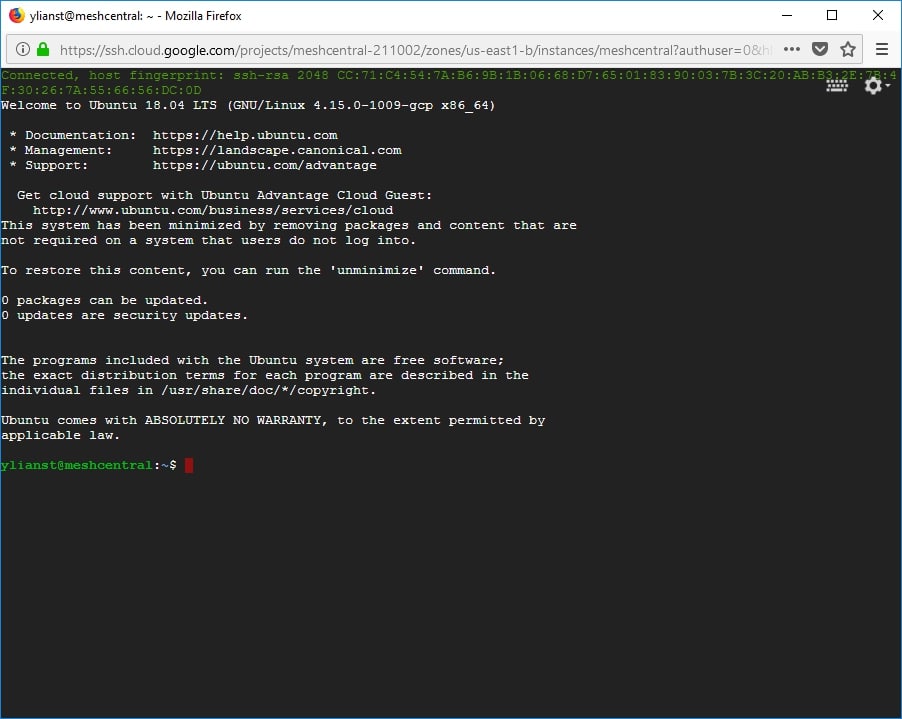 ylianst@meshcentral: ~ - Mozilla Firefox
https://ssh.cloud.google.com/projects/meshcentral-211002/zones/us-east1-b/instances/meshcentral?authuser=0&h
Connected, host fingerprint: ssh-rsa 2048 CC:71:C4:54:7A:B6:9B:1B:06:68:D7:65:01:83:90:03:7B:3C:20:AB:B3:2E:7B:4
F:30:26:7A:55:66:56:DC:0D
Welcome to Ubuntu 18.04 LTS (GNU/Linux 4.15.0-1009-gcp x86_64)
* Documentation:  https://help.ubuntu.com
* Management:     https://landscape.canonical.com
* Support:        https://ubuntu.com/advantage
Get cloud support with Ubuntu Advantage Cloud Guest:
http://www.ubuntu.com/business/services/cloud
This system has been minimized by removing packages and content that are
not required on a system that users do not log into.
To restore this content, you can run the 'unminimize' command.
0 packages can be updated.
0 updates are security updates.
The programs included with the Ubuntu system are free software;
the exact distribution terms for each program are described in the
individual files in /usr/share/doc/*/copyright.
Ubuntu comes with ABSOLUTELY NO WARRANTY, to the extent permitted by
applicable law.
ylianst@meshcentral:~$